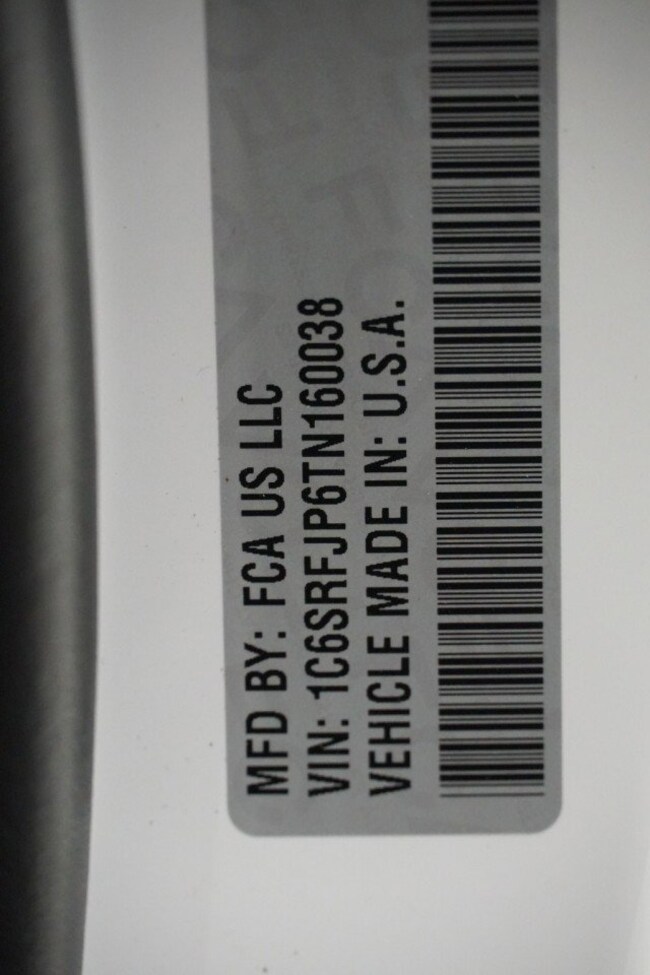 MFD BY: FCA US LLC
VIN: 1C6SRFJP6TN160038
VEHICLE MADE IN: U.S.A.